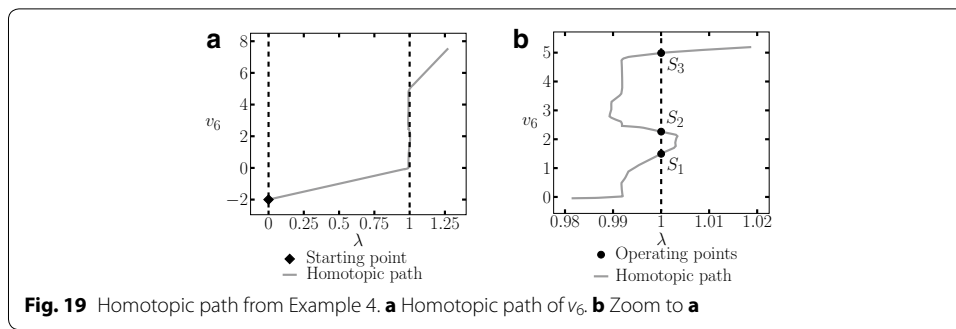 a
8
6
4
2
0
−2
v₆
0 0.25 0.5 0.75 1 1.25
λ
◆ Starting point
— Homotopic path
b
5
4
3
2
1
0
v₆
S₃
S₂
S₁
0.98 0.99 1 1.01 1.02
λ
● Operating points
— Homotopic path
Fig. 19 Homotopic path from Example 4. a Homotopic path of v₆. b Zoom to a